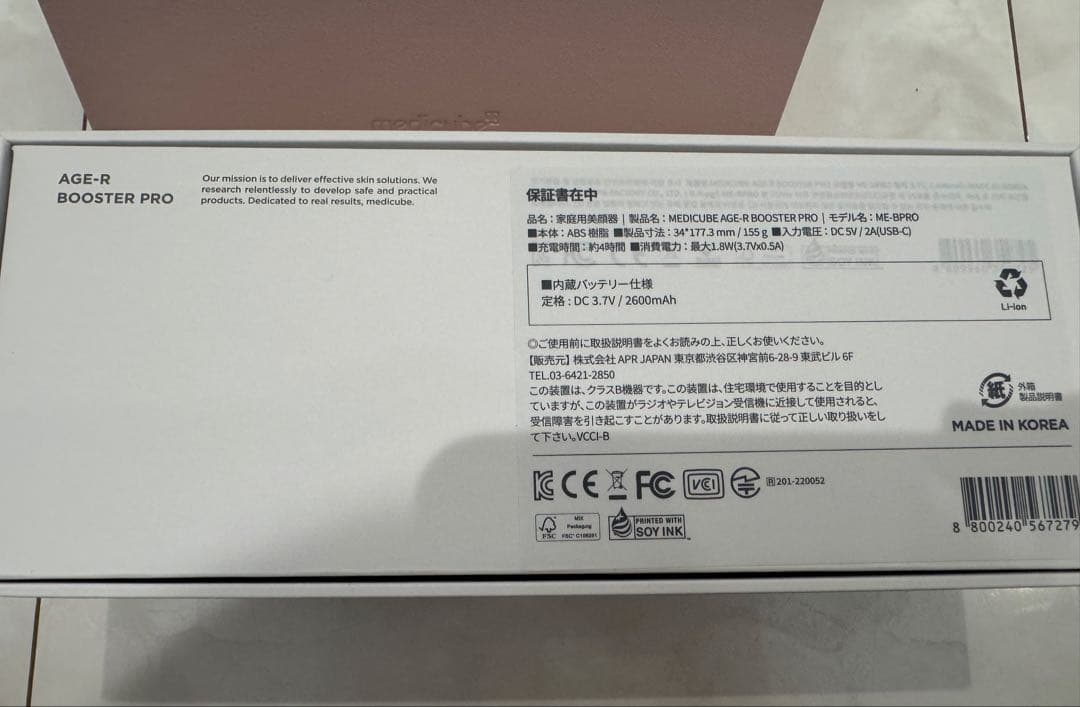 medicube
AGE-R
BOOSTER PRO
Our mission is to deliver effective skin solutions. We
research relentlessly to develop safe and practical
products. Dedicated to real results, medicube.
保証書在中
品名：家庭用美顔器 | 製品名：MEDICUBE AGE-R BOOSTER PRO | モデル名：ME-BPRO
■本体：ABS 樹脂 ■製品寸法：34*177.3 mm / 155 g ■入力電圧：DC 5V / 2A(USB-C)
■充電時間：約4時間 ■消費電力：最大1.8W(3.7Vx0.5A)
■内蔵バッテリー仕様
定格 : DC 3.7V / 2600mAh
Li-ion
◎ご使用前に取扱説明書をよくお読みの上、正しくお使いください。
【販売元】株式会社 APR JAPAN 東京都渋谷区神宮前6-28-9 東武ビル 6F
TEL.03-6421-2850
この装置は、クラスB機器です。この装置は、住宅環境で使用することを目的とし
ていますが、この装置がラジオやテレビジョン受信機に近接して使用されると、
受信障害を引き起こすことがあります。取扱説明書に従って正しい取り扱いをし
て下さい。VCCI-B
紙
外箱
製品説明書
MADE IN KOREA
KC CE FC VCI R 201-220052
FSC
MIX
Packaging
FSC® C106391
PRINTED WITH
SOY INK
8 800240 567279